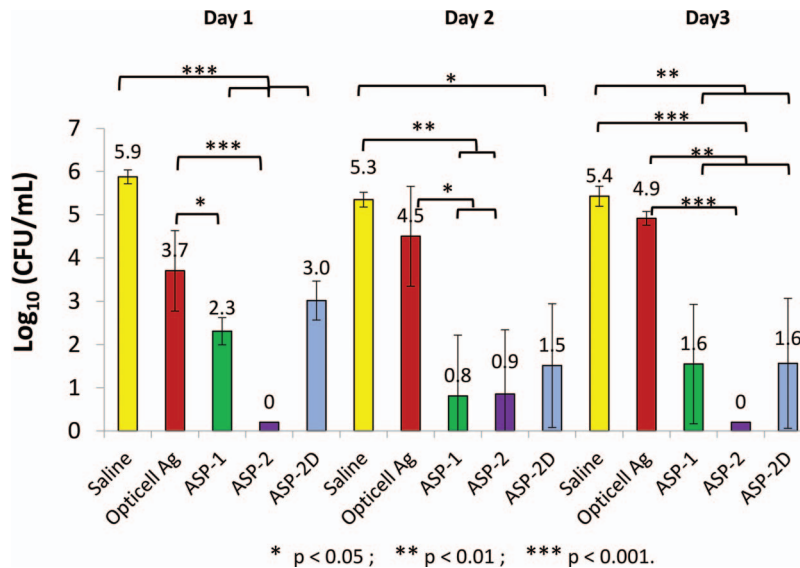 Day 1 Day 2 Day3
*** * **
*** ** *** **
* * ***
Log10 (CFU/mL)
7
6
5
4
3
2
1
0
5.9 3.7 2.3 0 3.0 5.3 4.5 0.8 0.9 1.5 5.4 4.9 1.6 0 1.6
Saline Opticell Ag ASP-1 ASP-2 ASP-2D Saline Opticell Ag ASP-1 ASP-2 ASP-2D Saline Opticell Ag ASP-1 ASP-2 ASP-2D
* p < 0.05 ; ** p < 0.01 ; *** p < 0.001.